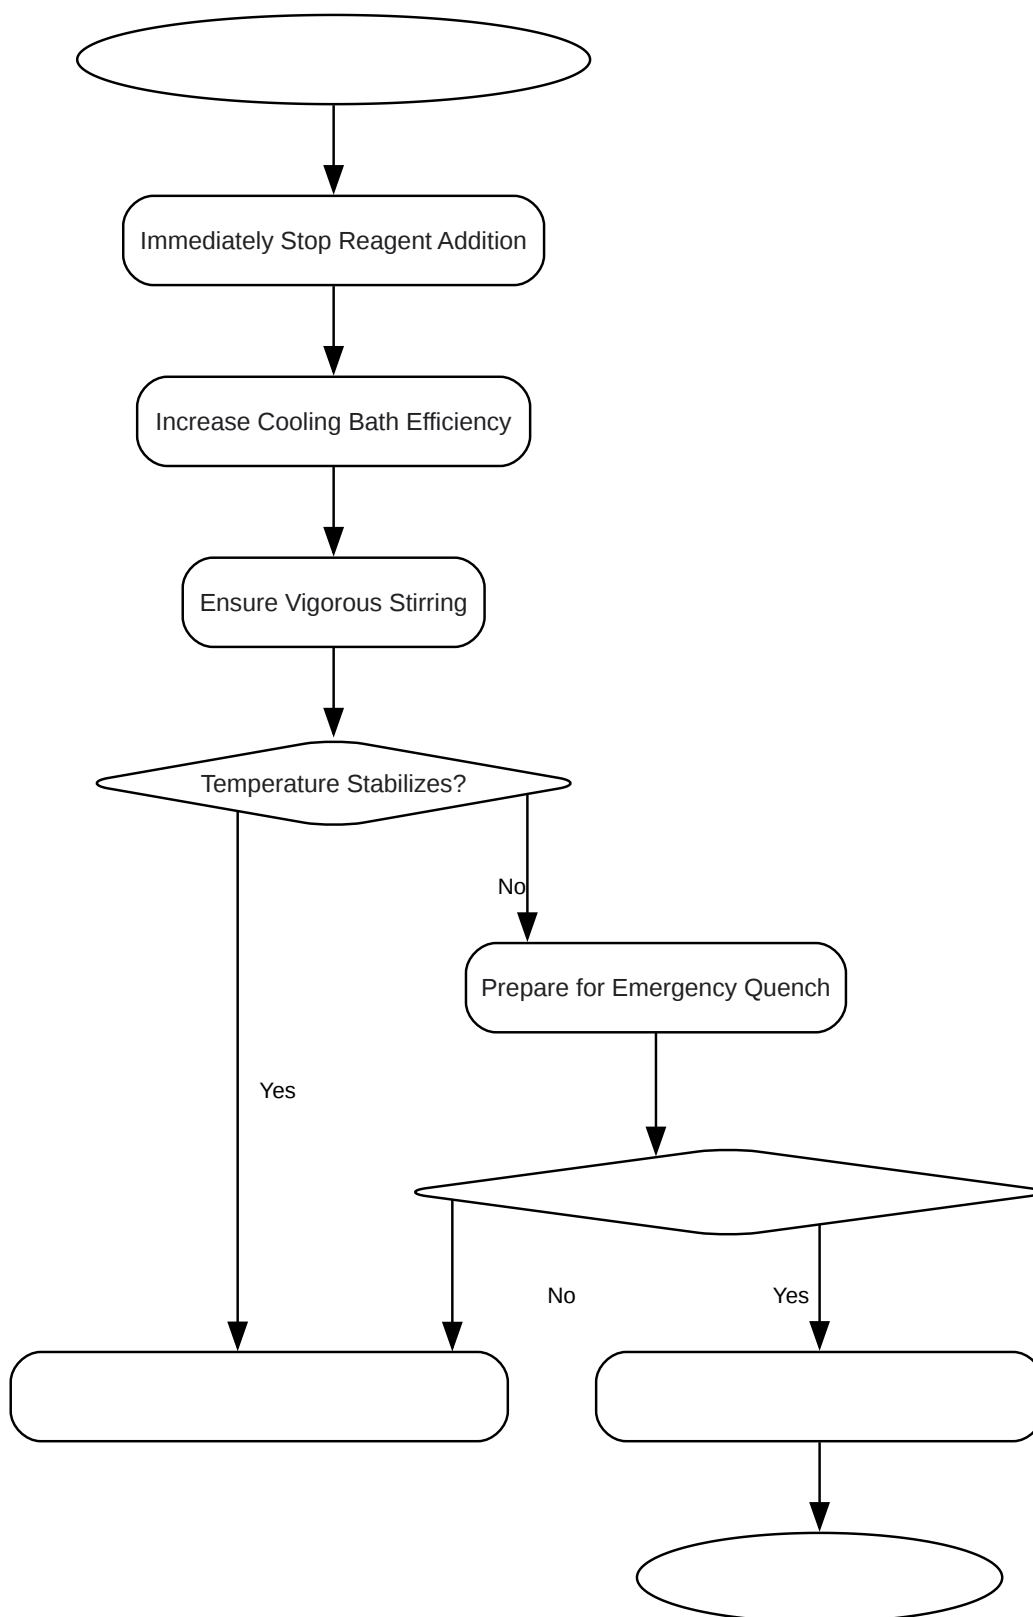 Immediately Stop Reagent Addition
Increase Cooling Bath Efficiency
Ensure Vigorous Stirring
Temperature Stabilizes?
No
Prepare for Emergency Quench
Yes
No
Yes